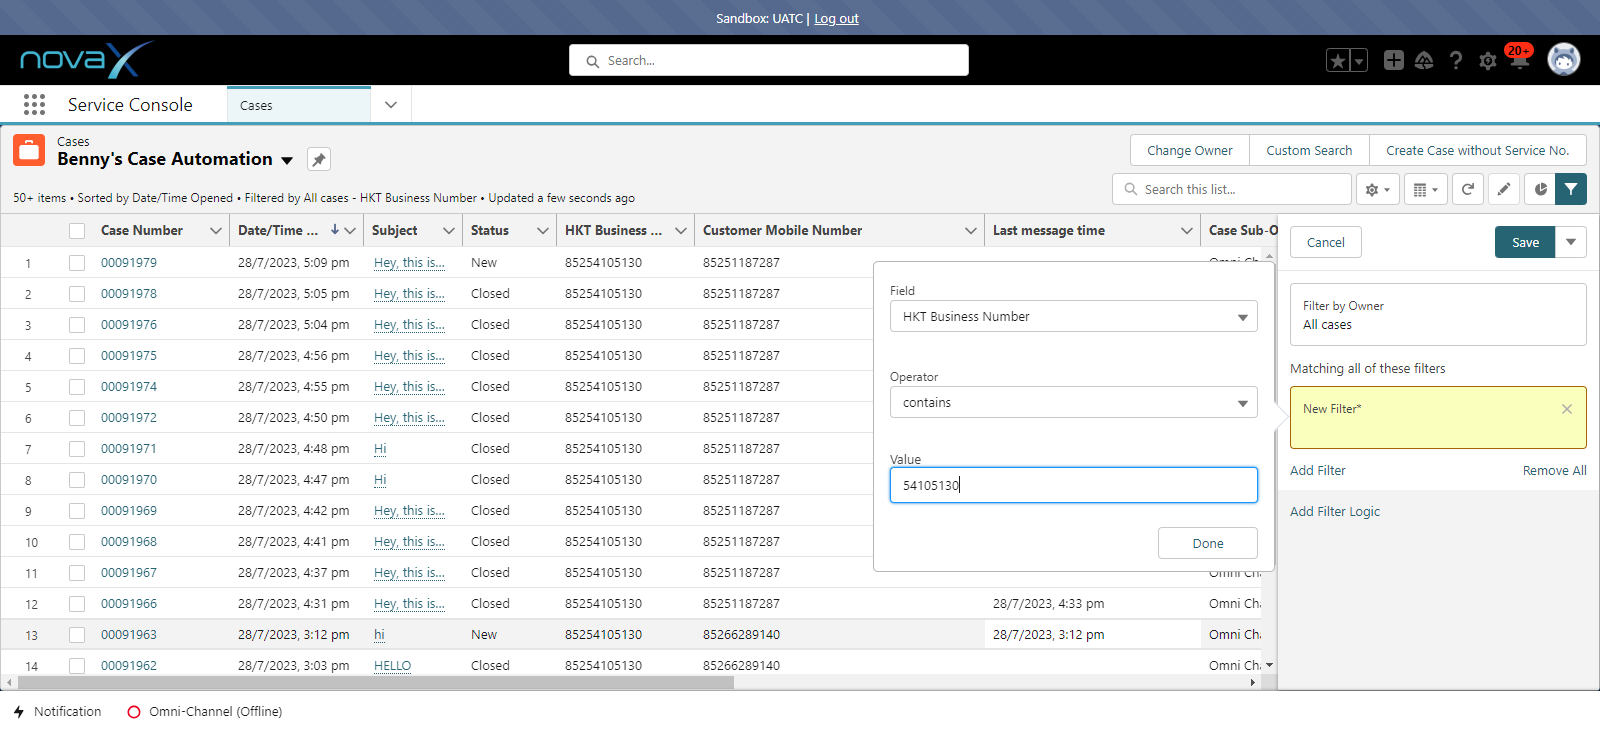 Sandbox: UATC | Log out
novaX
Search...
20+
Service Console
Cases
Cases
Benny's Case Automation
Change Owner
Custom Search
Create Case without Service No.
50+ items • Sorted by Date/Time Opened • Filtered by All cases - HKT Business Number • Updated a few seconds ago
Search this list...
Case Number Date/Time ... Subject Status HKT Business ... Customer Mobile Number Last message time Case Sub-O
1 00091979 28/7/2023, 5:09 pm Hey, this is... New 85254105130 85251187287 Omni Cha
2 00091978 28/7/2023, 5:05 pm Hey, this is... Closed 85254105130 85251187287
3 00091976 28/7/2023, 5:04 pm Hey, this is... Closed 85254105130 85251187287
4 00091975 28/7/2023, 4:56 pm Hey, this is... Closed 85254105130 85251187287
5 00091974 28/7/2023, 4:55 pm Hey, this is... Closed 85254105130 85251187287
6 00091972 28/7/2023, 4:50 pm Hey, this is... Closed 85254105130 85251187287
7 00091971 28/7/2023, 4:48 pm Hi Closed 85254105130 85251187287
8 00091970 28/7/2023, 4:47 pm Hi Closed 85254105130 85251187287
9 00091969 28/7/2023, 4:42 pm Hey, this is... Closed 85254105130 85251187287
10 00091968 28/7/2023, 4:41 pm Hey, this is... Closed 85254105130 85251187287
11 00091967 28/7/2023, 4:37 pm Hey, this is... Closed 85254105130 85251187287 Omni Cha
12 00091966 28/7/2023, 4:31 pm Hey, this is... Closed 85254105130 85251187287 28/7/2023, 4:33 pm Omni Cha
13 00091963 28/7/2023, 3:12 pm hi New 85254105130 85266289140 28/7/2023, 3:12 pm Omni Cha
14 00091962 28/7/2023, 3:03 pm HELLO Closed 85254105130 85266289140 Omni Cha
Field
HKT Business Number
Operator
contains
Value
54105130
Done
Cancel
Save
Filter by Owner
All cases
Matching all of these filters
New Filter*
Add Filter
Remove All
Add Filter Logic
Notification
Omni-Channel (Offline)